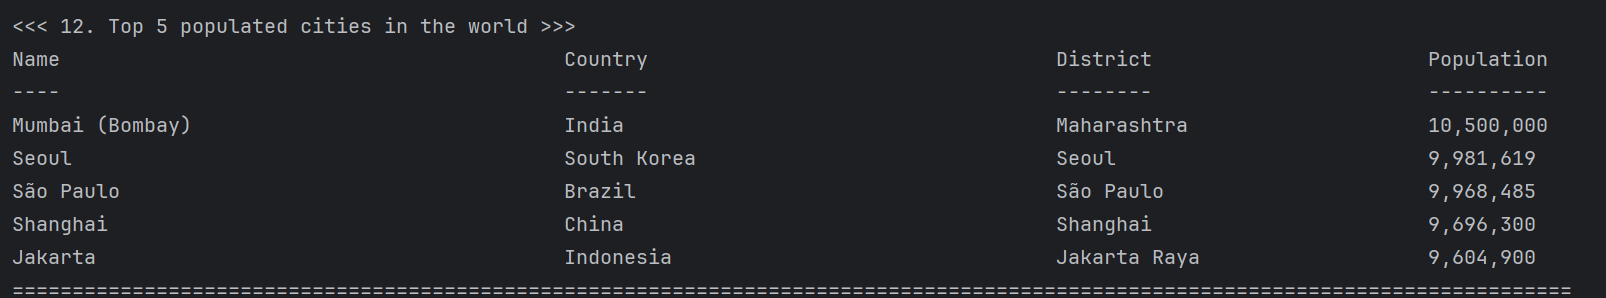 <<< 12. Top 5 populated cities in the world >>>
Name                                          Country                                  District                       Population
----                                          -------                                  --------                       ----------
Mumbai (Bombay)                               India                                    Maharashtra                    10,500,000
Seoul                                         South Korea                              Seoul                          9,981,619
São Paulo                                     Brazil                                   São Paulo                      9,968,485
Shanghai                                      China                                    Shanghai                       9,696,300
Jakarta                                       Indonesia                                Jakarta Raya                   9,604,900
==================================================================================================================================